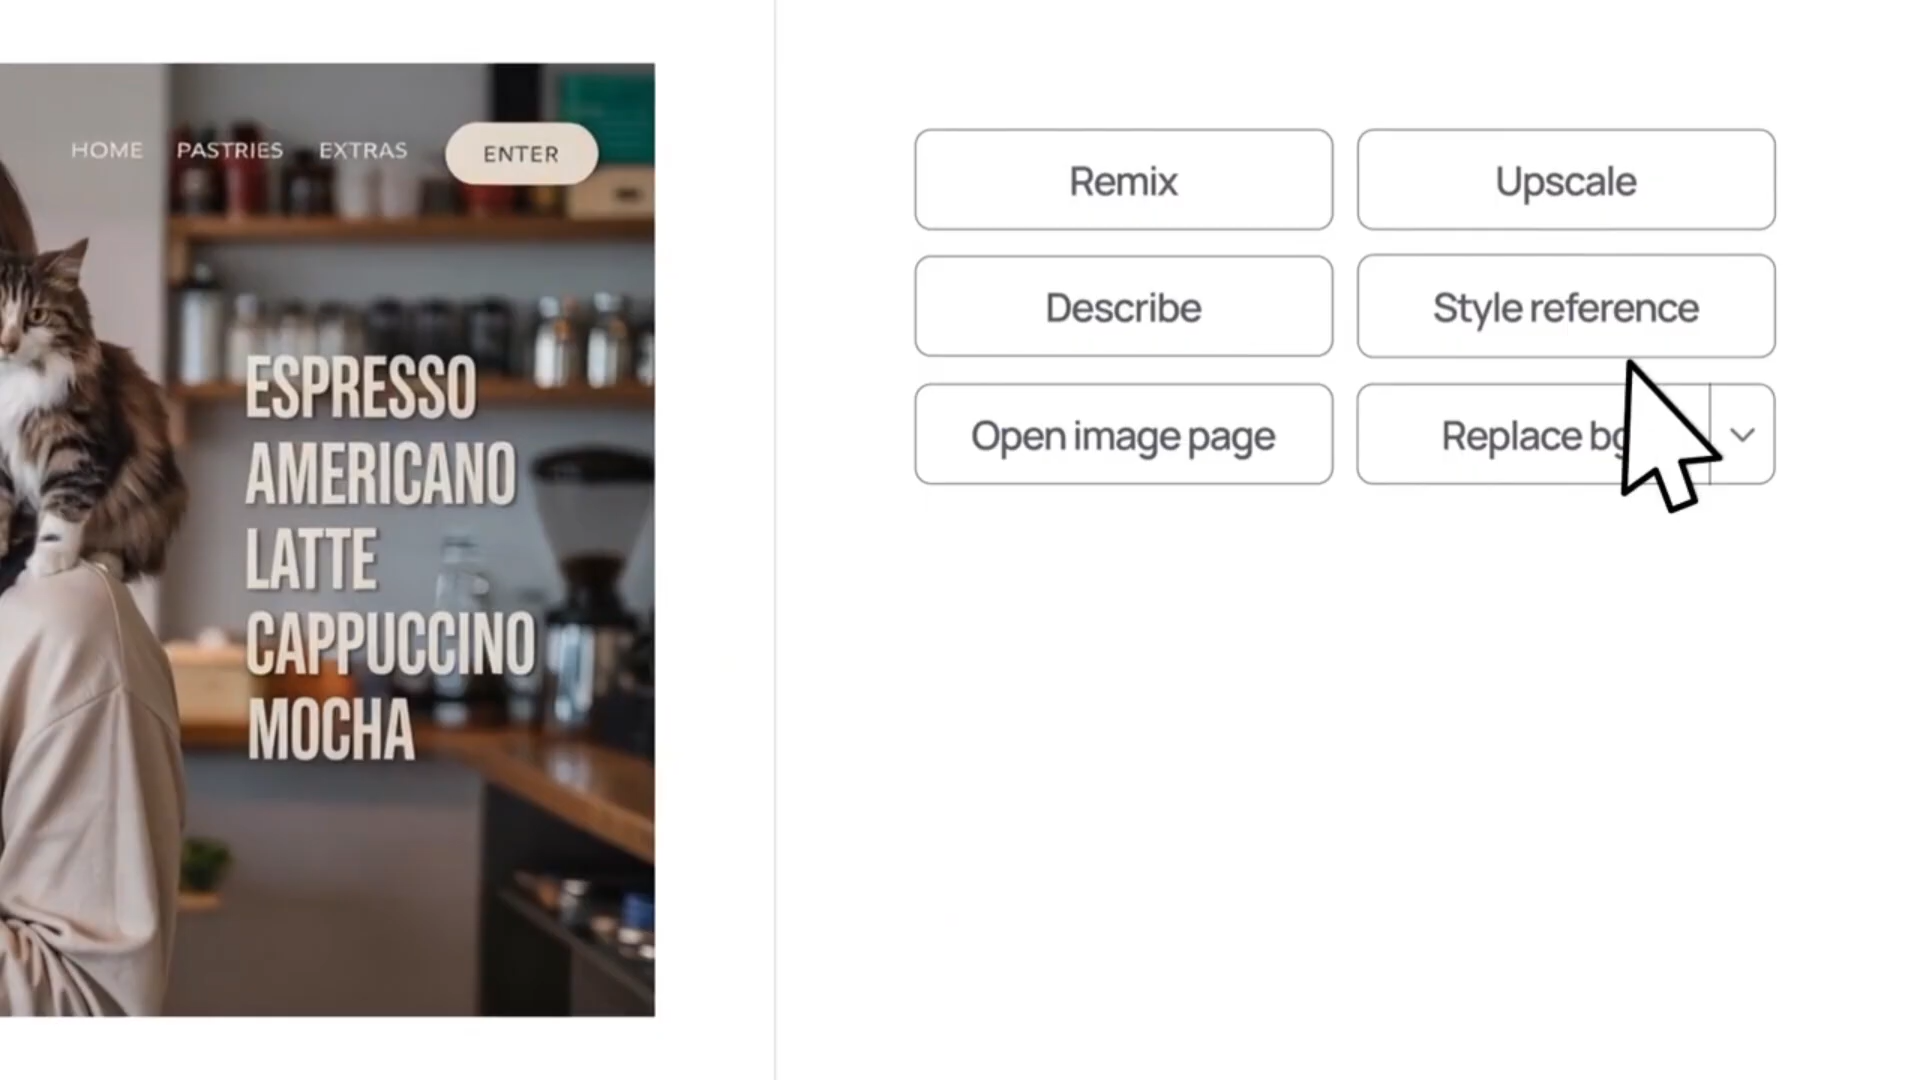 HOME PASTRIES EXTRAS ENTER
ESPRESSO
AMERICANO
LATTE
CAPPUCCINO
MOCHA
Remix
Upscale
Describe
Style reference
Open image page
Replace bg